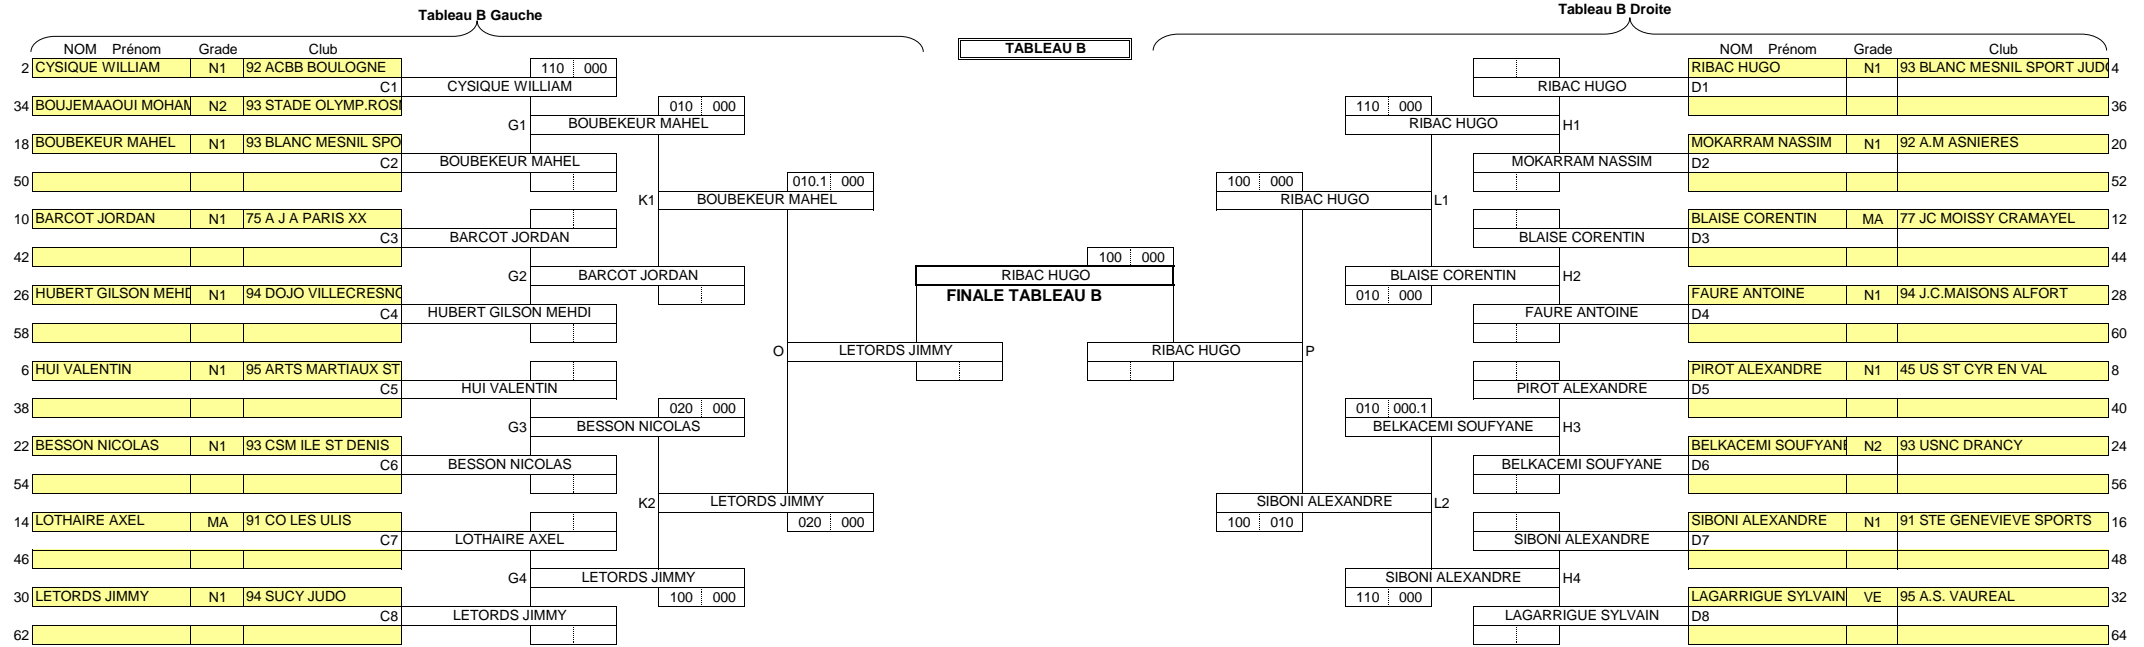 Tableau B Gauche
Tableau B Droite
TABLEAU B
NOM Prénom Grade Club
NOM Prénom Grade Club
2 CYSIQUE WILLIAM N1 92 ACBB BOULOGNE 110 000
RIBAC HUGO N1 93 BLANC MESNIL SPORT JUD 4
C1 CYSIQUE WILLIAM
RIBAC HUGO D1
34 BOUJEMAAOUI MOHAM N2 93 STADE OLYMP.ROS 010 000
110 000 36
G1 BOUBEKEUR MAHEL
RIBAC HUGO H1
18 BOUBEKEUR MAHEL N1 93 BLANC MESNIL SPO
MOKARRAM NASSIM N1 92 A.M ASNIERES 20
C2 BOUBEKEUR MAHEL
MOKARRAM NASSIM D2
50 010.1 000
100 000 52
K1 BOUBEKEUR MAHEL
RIBAC HUGO L1
10 BARCOT JORDAN N1 75 A J A PARIS XX
BLAISE CORENTIN MA 77 JC MOISSY CRAMAYEL 12
C3 BARCOT JORDAN
BLAISE CORENTIN D3
42
100 000
44
G2 BARCOT JORDAN
RIBAC HUGO
BLAISE CORENTIN H2
26 HUBERT GILSON MEHD N1 94 DOJO VILLECRESNO
FINALE TABLEAU B
010 000
FAURE ANTOINE N1 94 J.C.MAISONS ALFORT 28
C4 HUBERT GILSON MEHDI
FAURE ANTOINE D4
58
60
O LETORDS JIMMY
RIBAC HUGO P
6 HUI VALENTIN N1 95 ARTS MARTIAUX ST
PIROT ALEXANDRE N1 45 US ST CYR EN VAL 8
C5 HUI VALENTIN
PIROT ALEXANDRE D5
38 020 000
010 000.1 40
G3 BESSON NICOLAS
BELKACEMI SOUFYANE H3
22 BESSON NICOLAS N1 93 CSM ILE ST DENIS
BELKACEMI SOUFYANE N2 93 USNC DRANCY 24
C6 BESSON NICOLAS
BELKACEMI SOUFYANE D6
54
56
K2 LETORDS JIMMY
SIBONI ALEXANDRE L2
14 LOTHAIRE AXEL MA 91 CO LES ULIS 020 000
100 010 SIBONI ALEXANDRE N1 91 STE GENEVIEVE SPORTS 16
C7 LOTHAIRE AXEL
SIBONI ALEXANDRE D7
46
48
G4 LETORDS JIMMY
SIBONI ALEXANDRE H4
30 LETORDS JIMMY N1 94 SUCY JUDO 100 000
110 000 LAGARRIGUE SYLVAIN VE 95 A.S. VAUREAL 32
C8 LETORDS JIMMY
LAGARRIGUE SYLVAIN D8
62
64